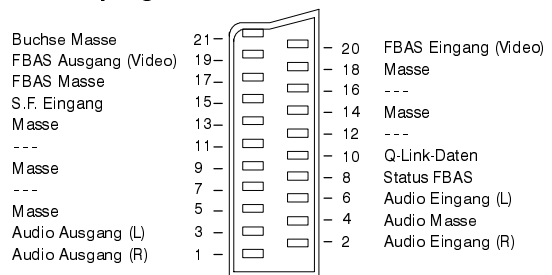 Buchse Masse 21
FBAS Ausgang (Video) 19
FBAS Masse 17
S.F. Eingang 15
Masse 13
--- 11
Masse 9
--- 7
Masse 5
Audio Ausgang (L) 3
Audio Ausgang (R) 1
20 FBAS Eingang (Video)
18 Masse
16 ---
14 Masse
12 ---
10 Q-Link-Daten
8 Status FBAS
6 Audio Eingang (L)
4 Audio Masse
2 Audio Eingang (R)